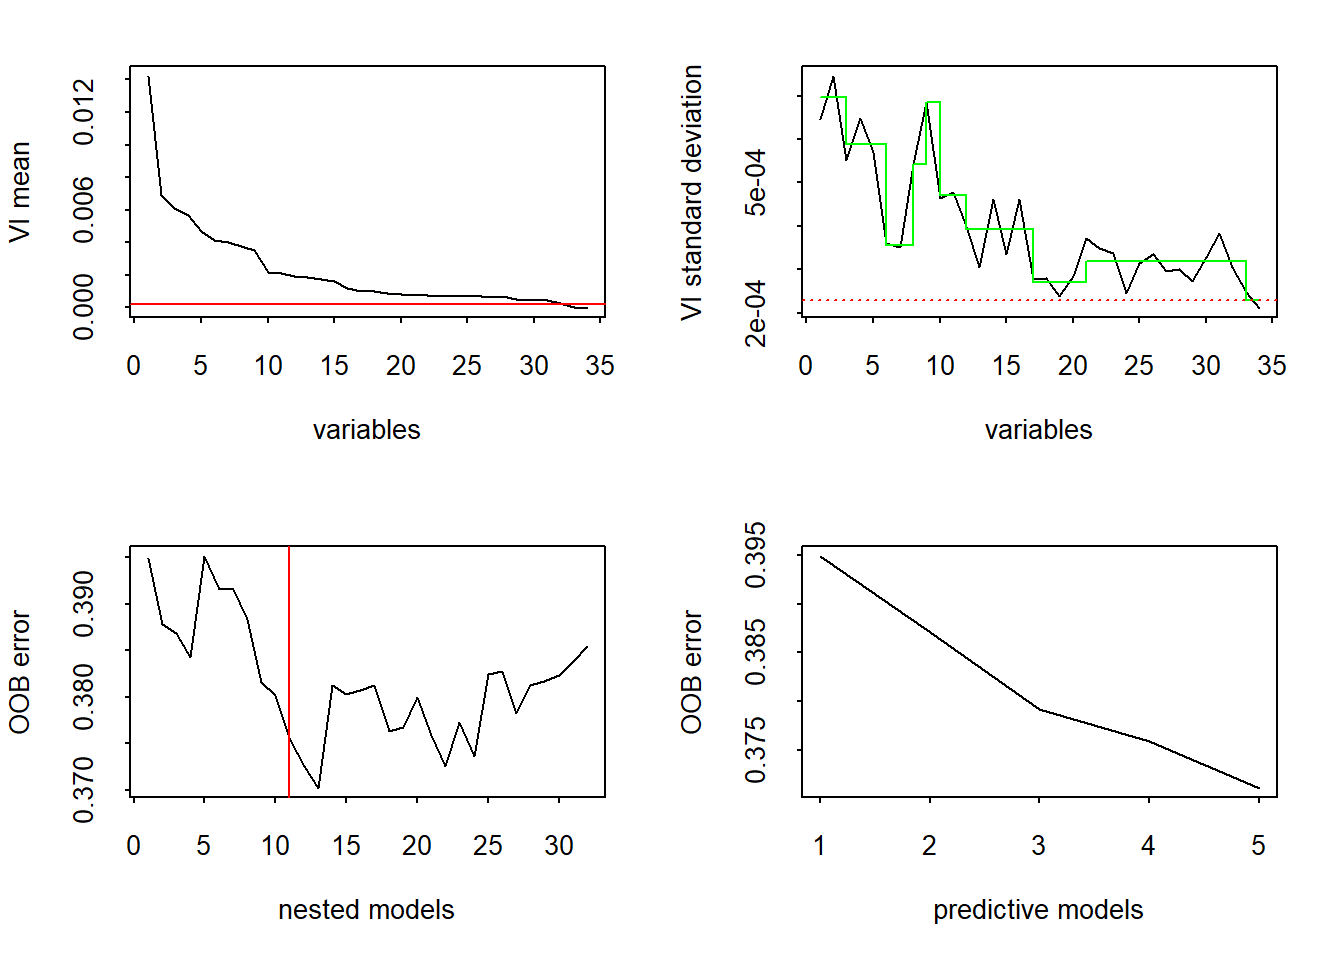 VI mean
0.000 0.006 0.012
0 5 10 15 20 25 30 35
variables
VI standard deviation
2e-04 5e-04
0 5 10 15 20 25 30 35
variables
OOB error
0.370 0.380 0.390
0 5 10 15 20 25 30
nested models
OOB error
0.375 0.385 0.395
1 2 3 4 5
predictive models